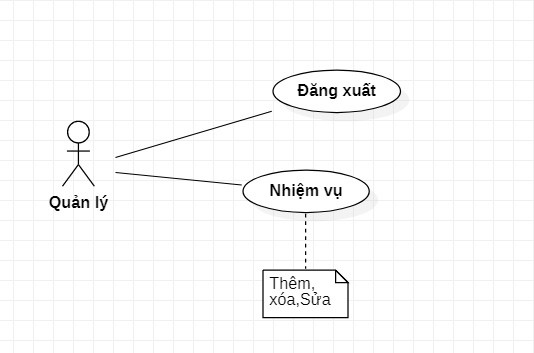 Đăng xuất
Quản lý
Nhiệm vụ
Thêm,
xóa,Sửa